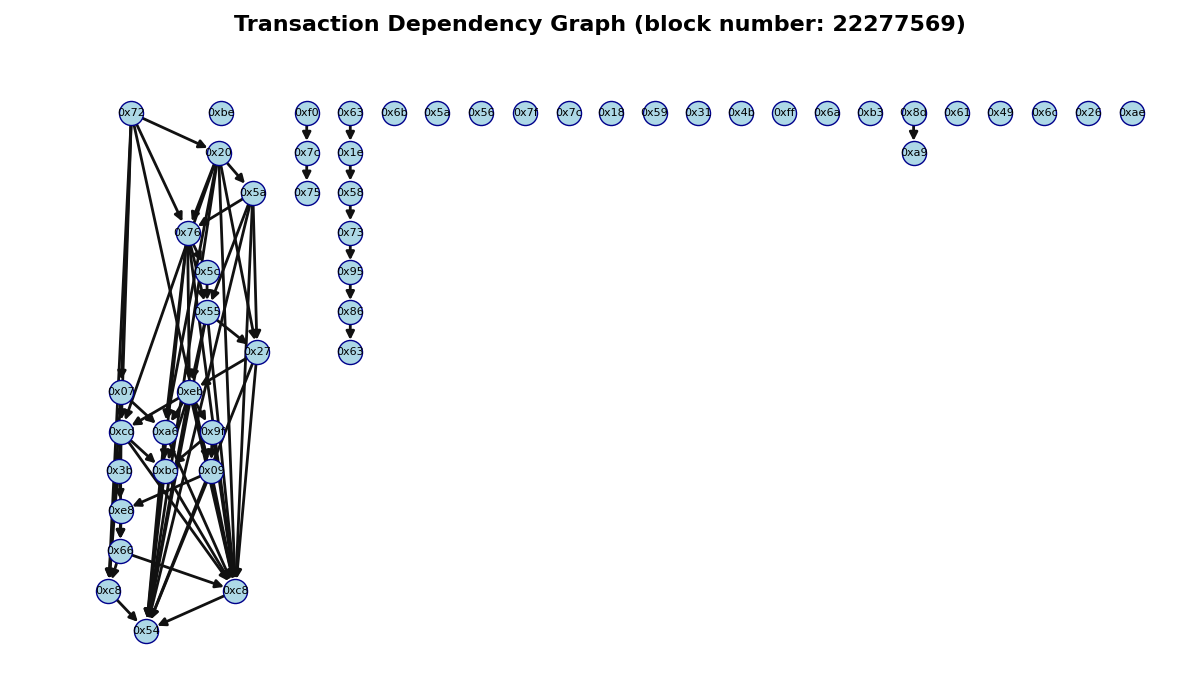 Transaction Dependency Graph (block number: 22277569)
0x72 0xbe 0xf0 0x63 0x6b 0x5a 0x56 0x7f 0x7c 0x18 0x59 0x31 0x4b 0xff 0x6a 0xb3 0x8d 0x61 0x49 0x6c 0x26 0xae
0x20 0x7c 0x1e 0xa9
0x5a 0x75 0x58
0x76 0x73
0x5c 0x95
0x55 0x86
0x27 0x63
0x07 0xeb
0xcd 0xa6 0x9f
0x3b 0xbc 0x09
0xe8
0x66
0xc8 0xc8
0x54